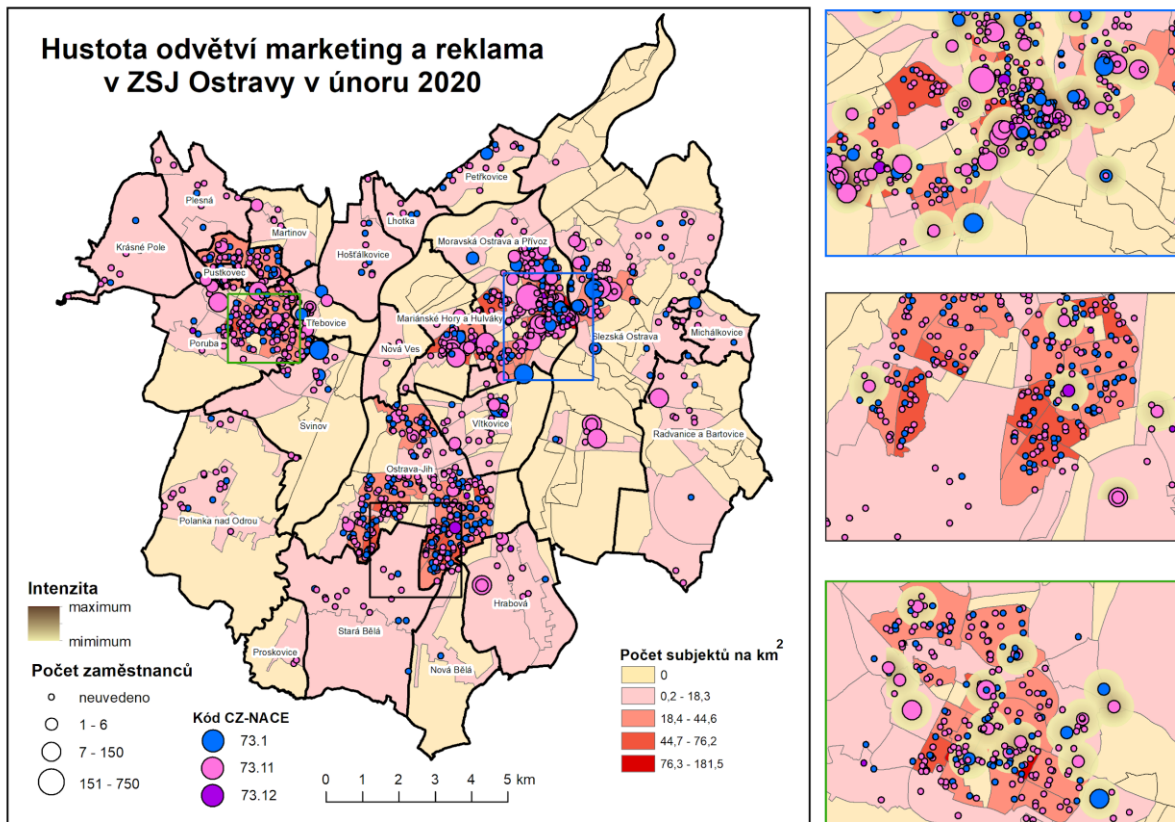 Hustota odvětví marketing a reklama
v ZSJ Ostravy v únoru 2020
Petřkovice
Plesná
Lhotka
Martinov
Krásné Pole
Hošťálkovice
Moravská Ostrava a Přívoz
Pustkovec
Mariánské Hory a Hulváky
Třebovice
Michálkovice
Slezská Ostrava
Poruba
Nová Ves
Svinov
Vítkovice
Radvanice a Bartovice
Ostrava-Jih
Polanka nad Odrou
Hrabová
Stará Bělá
Proskovice
Nová Bělá
Intenzita
maximum
mimimum
Počet zaměstnanců
neuvedeno
1 - 6
7 - 150
151 - 750
Kód CZ-NACE
73.1
73.11
73.12
0 1 2 3 4 5 km
Počet subjektů na km2
0
0,2 - 18,3
18,4 - 44,6
44,7 - 76,2
76,3 - 181,5